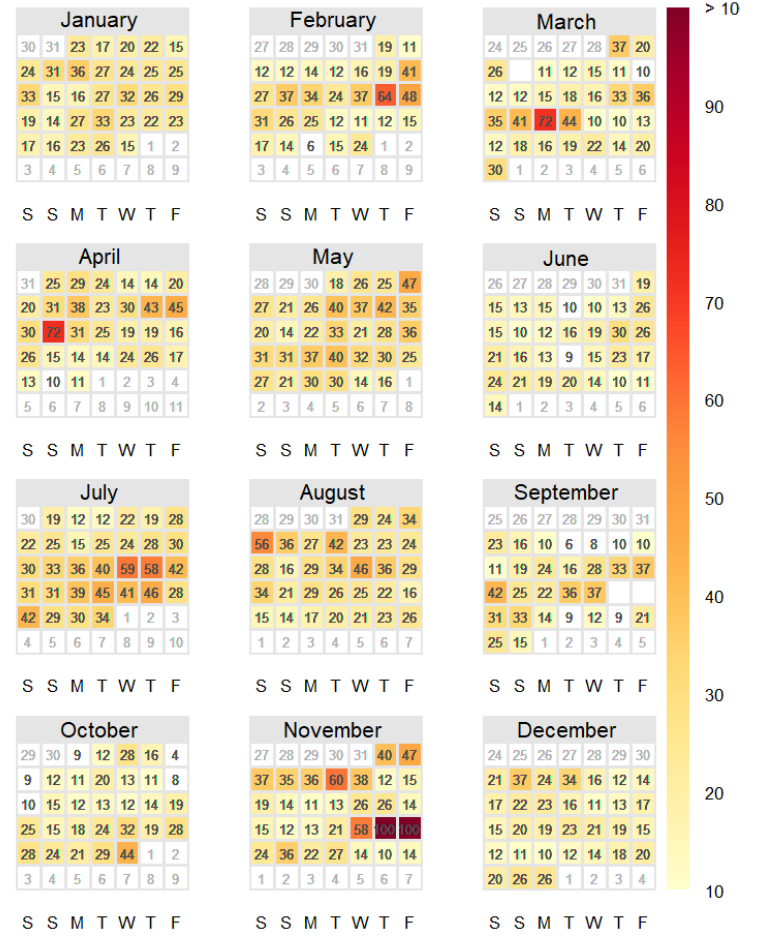 January February March > 10
30 31 23 17 20 22 15 27 28 29 30 31 19 11 24 25 26 27 28 37 20
24 31 36 27 24 25 25 12 12 14 12 16 19 41 26 11 12 15 11 10
33 15 16 27 32 26 29 27 37 34 24 37 64 48 12 12 15 18 16 33 36
90
19 14 27 33 23 22 23 31 26 25 12 11 12 15 35 41 72 44 10 10 13
17 16 23 26 15 1 2 17 14 6 15 24 1 2 12 18 16 19 22 14 20
3 4 5 6 7 8 9 3 4 5 6 7 8 9 30 1 2 3 4 5 6
80
S S M T W T F S S M T W T F S S M T W T F
April May June
31 25 29 24 14 14 20 28 29 30 18 26 25 47 26 27 28 29 30 31 19
20 31 38 23 30 43 45 27 21 26 40 37 42 35 15 13 15 10 10 13 26
70
30 72 31 25 19 19 16 20 14 22 33 21 28 36 15 10 12 16 19 30 26
26 15 14 14 24 26 17 31 31 37 40 32 30 25 21 16 13 9 15 23 17
13 10 11 1 2 3 4 27 21 30 30 14 16 1 24 21 19 20 14 10 11
60
5 6 7 8 9 10 11 2 3 4 5 6 7 8 14 1 2 3 4 5 6
S S M T W T F S S M T W T F S S M T W T F
July August September
50
30 19 12 12 22 19 28 28 29 30 31 29 24 34 25 26 27 28 29 30 31
22 25 15 25 24 28 30 56 36 27 42 23 23 24 23 16 10 6 8 10 10
59 33 36 40 59 58 42 28 16 29 34 46 36 29 11 19 24 16 28 33 37
31 31 39 45 41 46 28 34 21 29 26 25 22 16 42 25 22 36 37
40
42 29 30 34 1 2 3 15 14 17 20 21 23 26 31 33 14 9 12 9 21
4 5 6 7 8 9 10 1 2 3 4 5 6 7 25 15 1 2 3 4 5
S S M T W T F S S M T W T F S S M T W T F
30
October November December
29 30 9 12 28 16 4 27 28 29 30 31 40 47 24 25 26 27 28 29 30
9 12 11 20 13 11 8 37 35 36 60 38 12 15 21 37 24 34 16 12 14
20
10 15 12 13 12 14 19 19 14 11 13 26 26 14 17 22 23 16 11 13 17
25 15 18 24 32 19 28 15 12 13 21 58 100 100 15 20 19 23 21 19 15
28 24 21 29 44 1 2 24 36 22 27 14 10 14 12 11 10 12 14 18 20
3 4 5 6 7 8 9 1 2 3 4 5 6 7 20 26 26 1 2 3 4
10
S S M T W T F S S M T W T F S S M T W T F